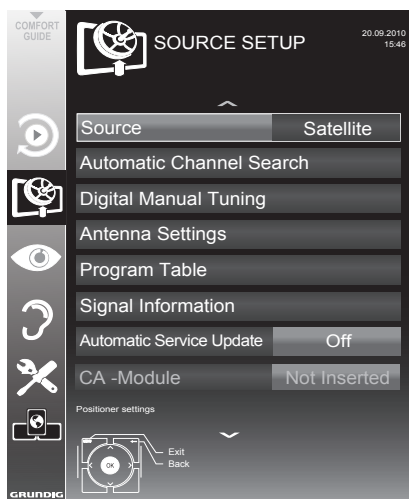 COMFORT
GUIDE
SOURCE SETUP
20.09.2010
15:46
Source Satellite
Automatic Channel Search
Digital Manual Tuning
Antenna Settings
Program Table
Signal Information
Automatic Service Update Off
CA -Module Not Inserted
Positioner settings
Exit
Back
OK
GRUNDIG